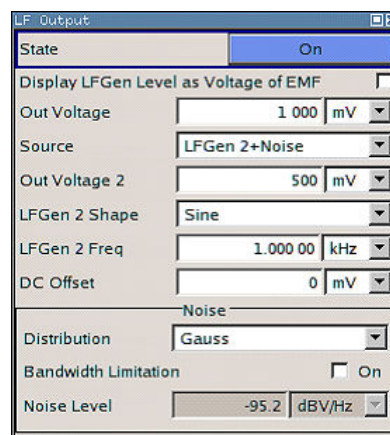 LF Output
State On
Display LFGen Level as Voltage of EMF
Out Voltage 1 000 mV
Source LFGen 2+Noise
Out Voltage 2 500 mV
LFGen 2 Shape Sine
LFGen 2 Freq 1.000 00 kHz
DC Offset 0 mV
Noise
Distribution Gauss
Bandwidth Limitation On
Noise Level -95.2 dBV/Hz